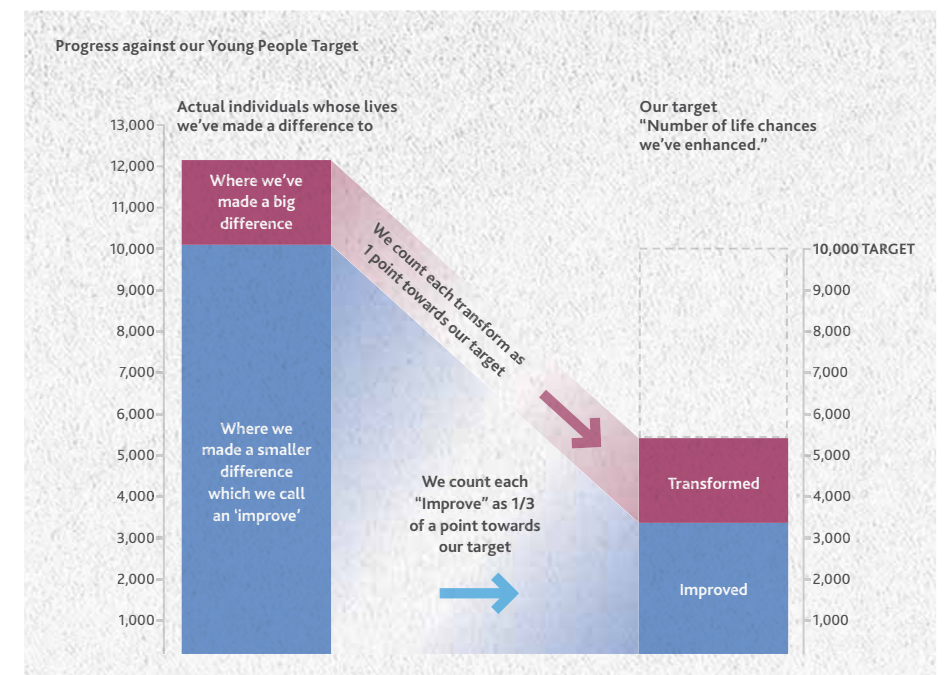 Progress against our Young People Target
Actual individuals whose lives
we've made a difference to
Our target
“Number of life chances
we've enhanced.”
13,000
12,000
11,000
10,000
9,000
8,000
7,000
6,000
5,000
4,000
3,000
2,000
1,000
Where we've
made a big
difference
Where we
made a smaller
difference
which we call
an ‘improve’
We count each transform as
1 point towards our target
We count each
“Improve” as 1/3
of a point towards
our target
Transformed
Improved
10,000 TARGET
9,000
8,000
7,000
6,000
5,000
4,000
3,000
2,000
1,000